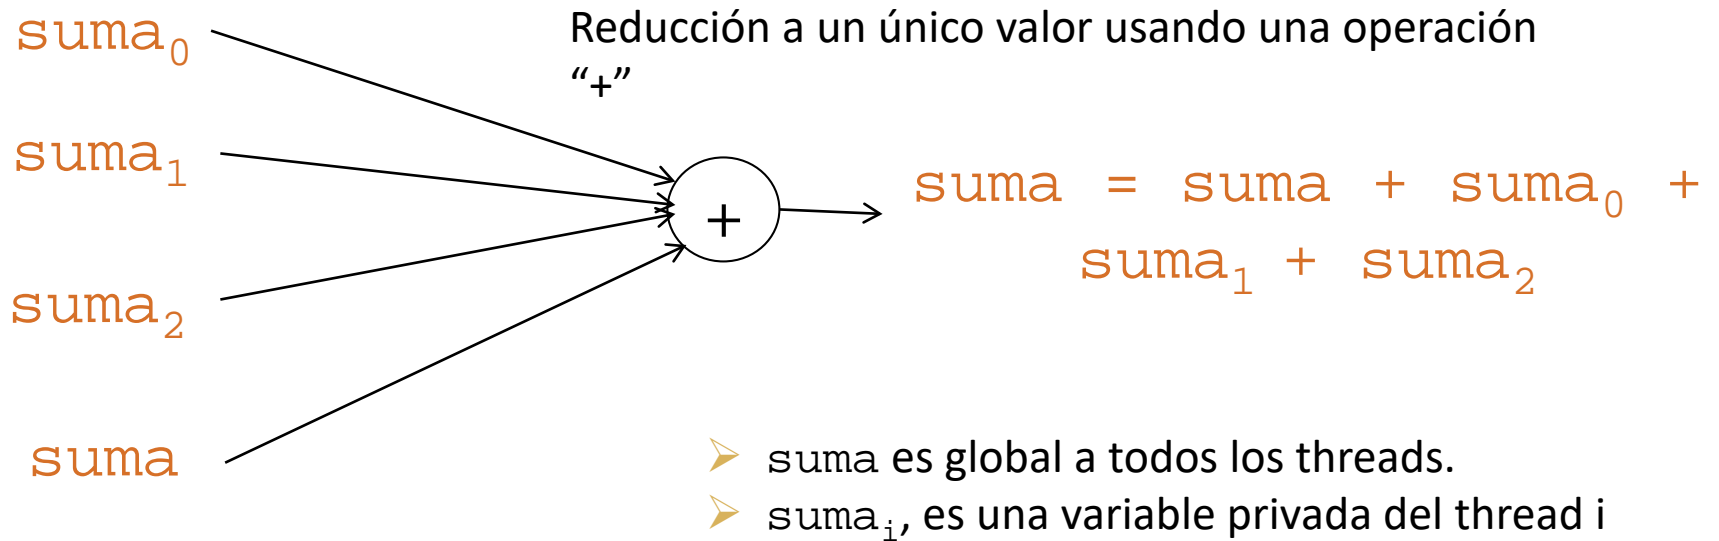 suma₀
Reducción a un único valor usando una operación
“+”
suma₁
+
suma = suma + suma₀ +
suma₁ + suma₂
suma₂
suma
suma es global a todos los threads.
sumaᵢ, es una variable privada del thread i